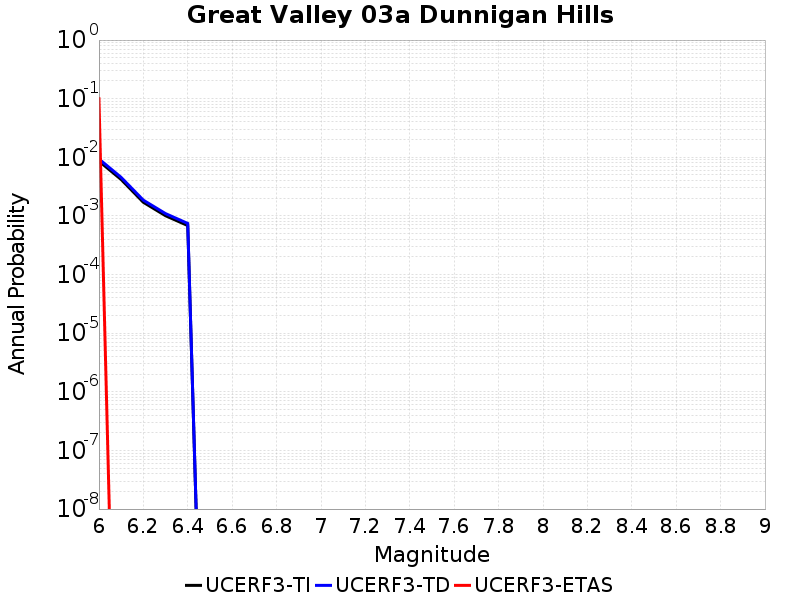 Great Valley 03a Dunnigan Hills
Annual Probability
10^0
10^-1
10^-2
10^-3
10^-4
10^-5
10^-6
10^-7
10^-8
6 6.2 6.4 6.6 6.8 7 7.2 7.4 7.6 7.8 8 8.2 8.4 8.6 8.8 9
Magnitude
UCERF3-TI UCERF3-TD UCERF3-ETAS